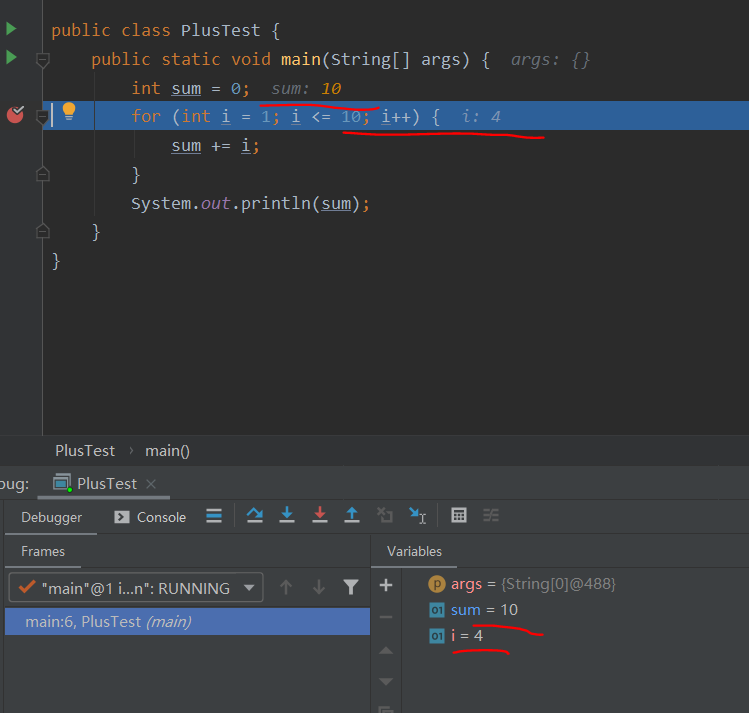 public class PlusTest {
public static void main(String[] args) { args: {}
int sum = 0; sum: 10
for (int i = 1; i <= 10; i++) { i: 4
sum += i;
}
System.out.println(sum);
}
}
PlusTest › main()
oug: PlusTest ×
Debugger Console
Frames Variables
"main"@1 i...n": RUNNING
main:6, PlusTest (main)
p args = {String[0]@488}
01 sum = 10
01 i = 4